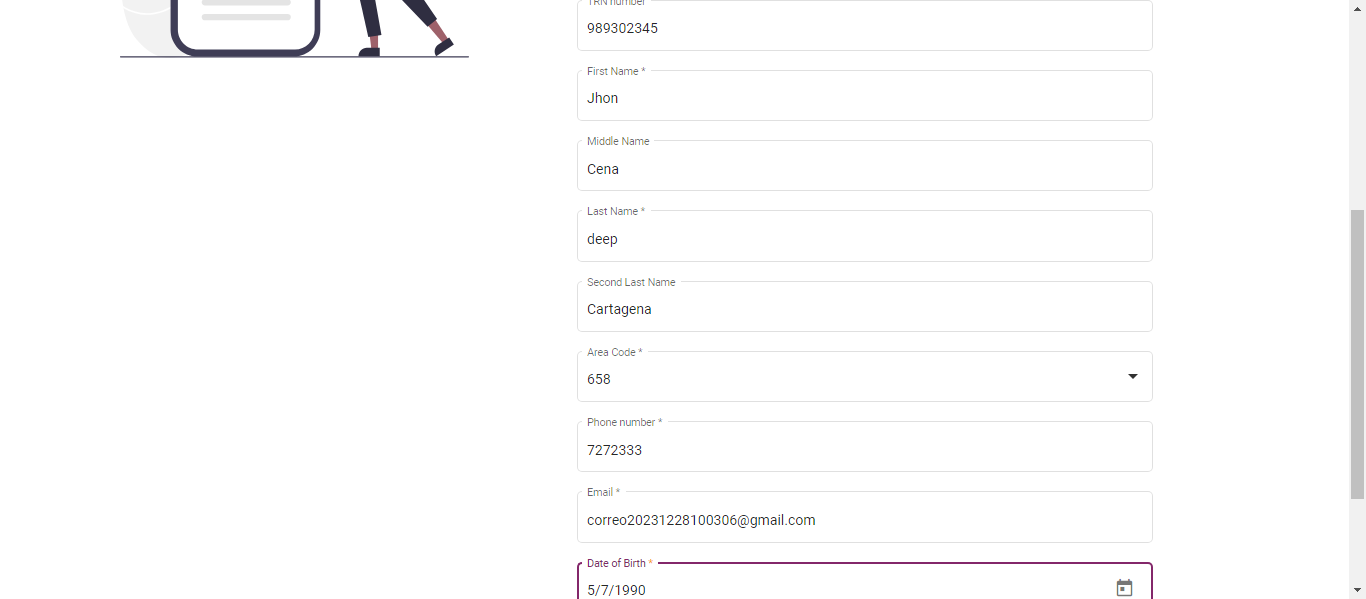 TRN number
989302345
First Name *
Jhon
Middle Name
Cena
Last Name *
deep
Second Last Name
Cartagena
Area Code *
658
Phone number *
7272333
Email *
correo20231228100306@gmail.com
Date of Birth *
5/7/1990